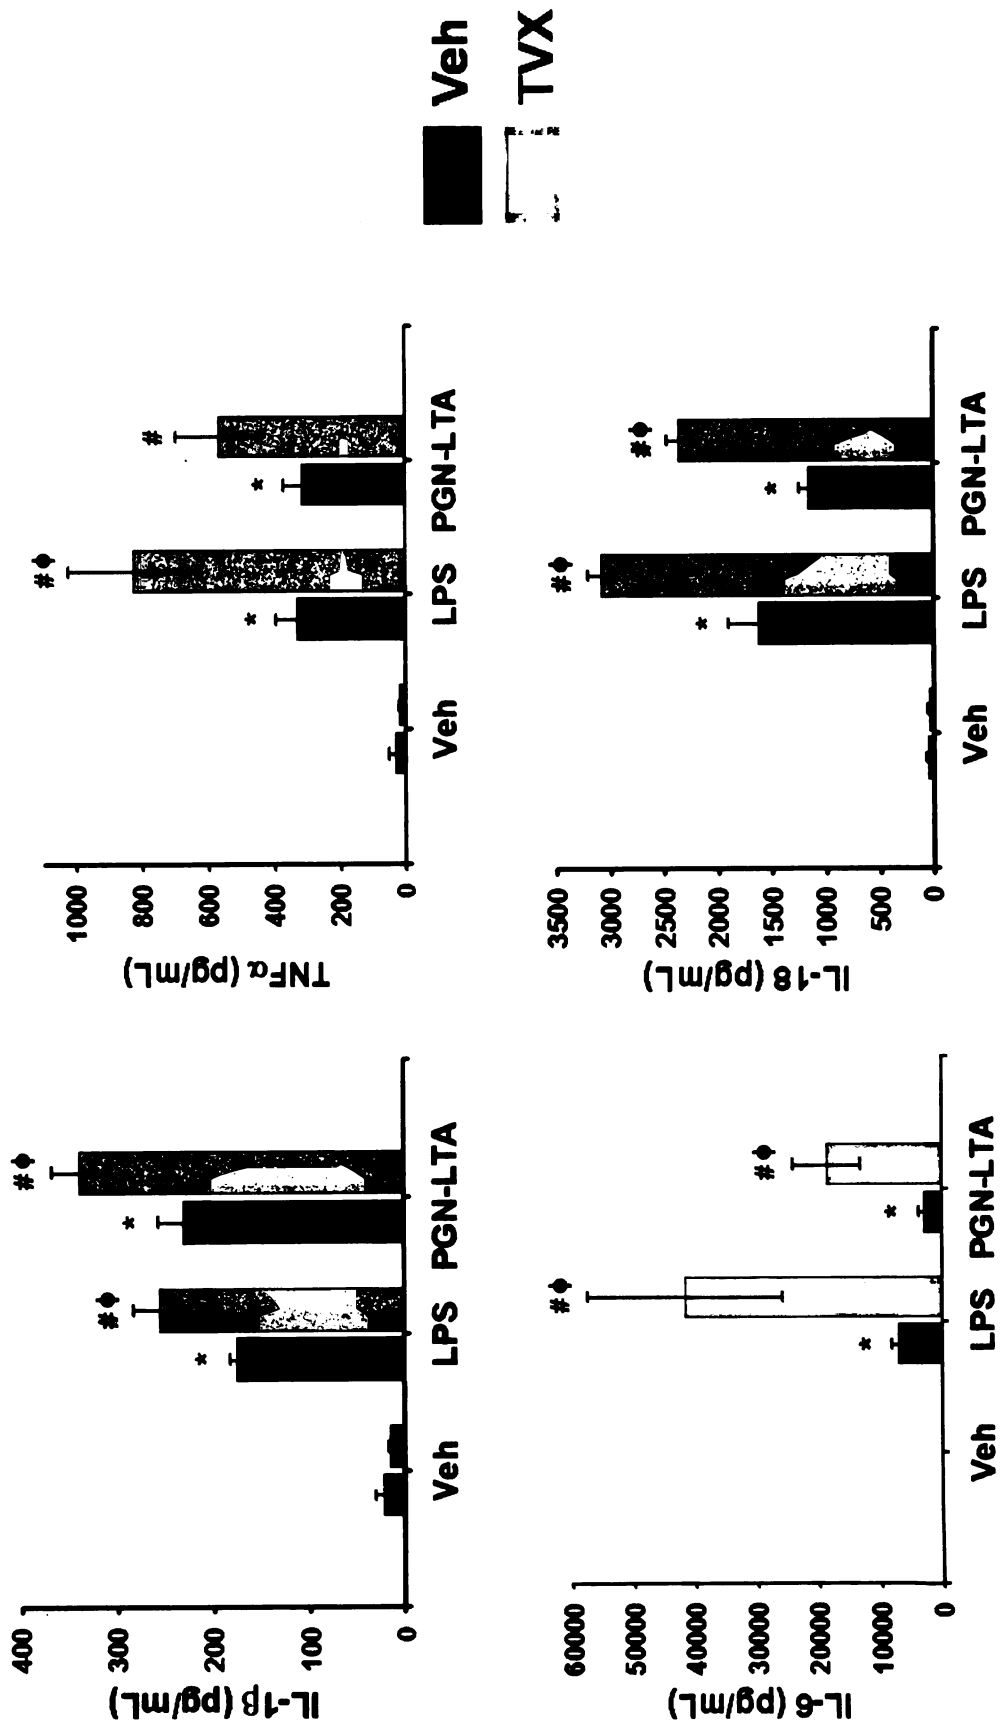 IL-1β (pg/mL)
400
300
200
100
0
*
#Φ
*
#Φ
Veh
LPS
PGN-LTA
TNFα (pg/mL)
1000
800
600
400
200
0
*
#Φ
*
#
Veh
LPS
PGN-LTA
Veh
TVX
IL-6 (pg/mL)
60000
50000
40000
30000
20000
10000
0
*
#Φ
*
#Φ
Veh
LPS
PGN-LTA
IL-18 (pg/mL)
3500
3000
2500
2000
1500
1000
500
0
*
#Φ
*
#Φ
Veh
LPS
PGN-LTA